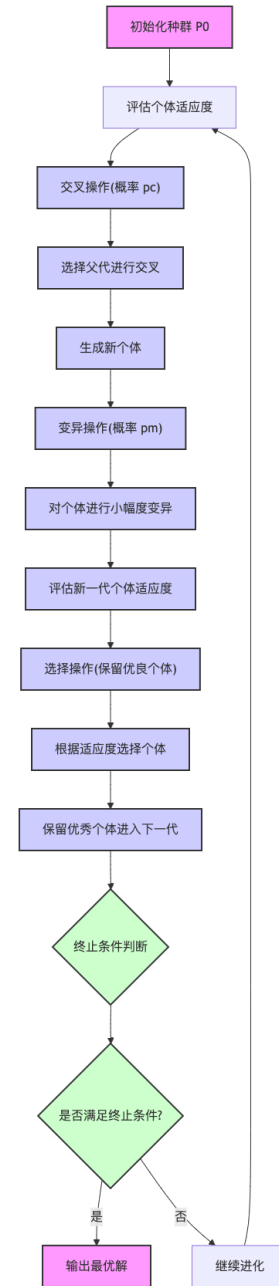 初始化种群 P0
评估个体适应度
交叉操作(概率 pc)
选择父代进行交叉
生成新个体
变异操作(概率 pm)
对个体进行小幅度变异
评估新一代个体适应度
选择操作(保留优良个体)
根据适应度选择个体
保留优秀个体进入下一代
终止条件判断
是否满足终止条件?
是
否
输出最优解
继续进化